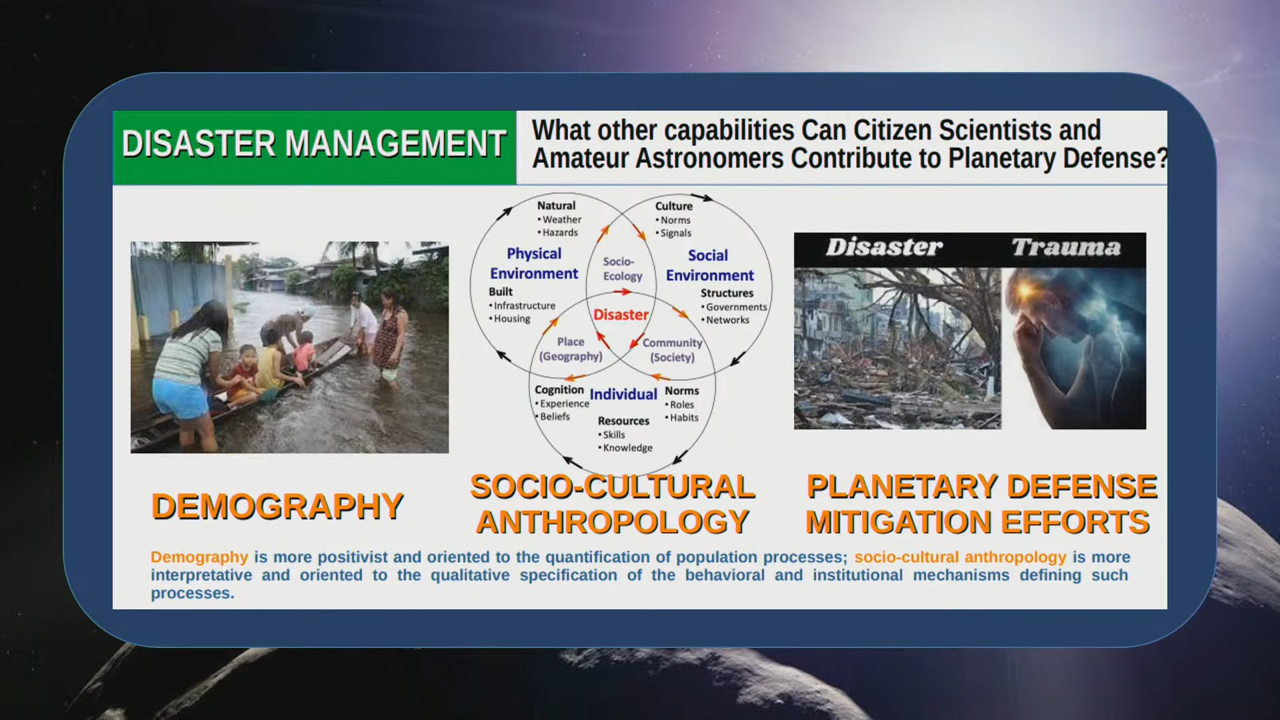 DISASTER MANAGEMENT
What other capabilities Can Citizen Scientists and
Amateur Astronomers Contribute to Planetary Defense?
Natural
• Weather
• Hazards
Culture
• Norms
• Signals
Physical
Environment
Socio-
Ecology
Social
Environment
Built
• Infrastructure
• Housing
Structures
• Governments
• Networks
Disaster
Place
(Geography)
Community
(Society)
Cognition
• Experience
• Beliefs
Individual
Norms
• Roles
• Habits
Resources
• Skills
• Knowledge
Disaster Trauma
DEMOGRAPHY
SOCIO-CULTURAL
ANTHROPOLOGY
PLANETARY DEFENSE
MITIGATION EFFORTS
Demography is more positivist and oriented to the quantification of population processes; socio-cultural anthropology is more
interpretative and oriented to the qualitative specification of the behavioral and institutional mechanisms defining such
processes.